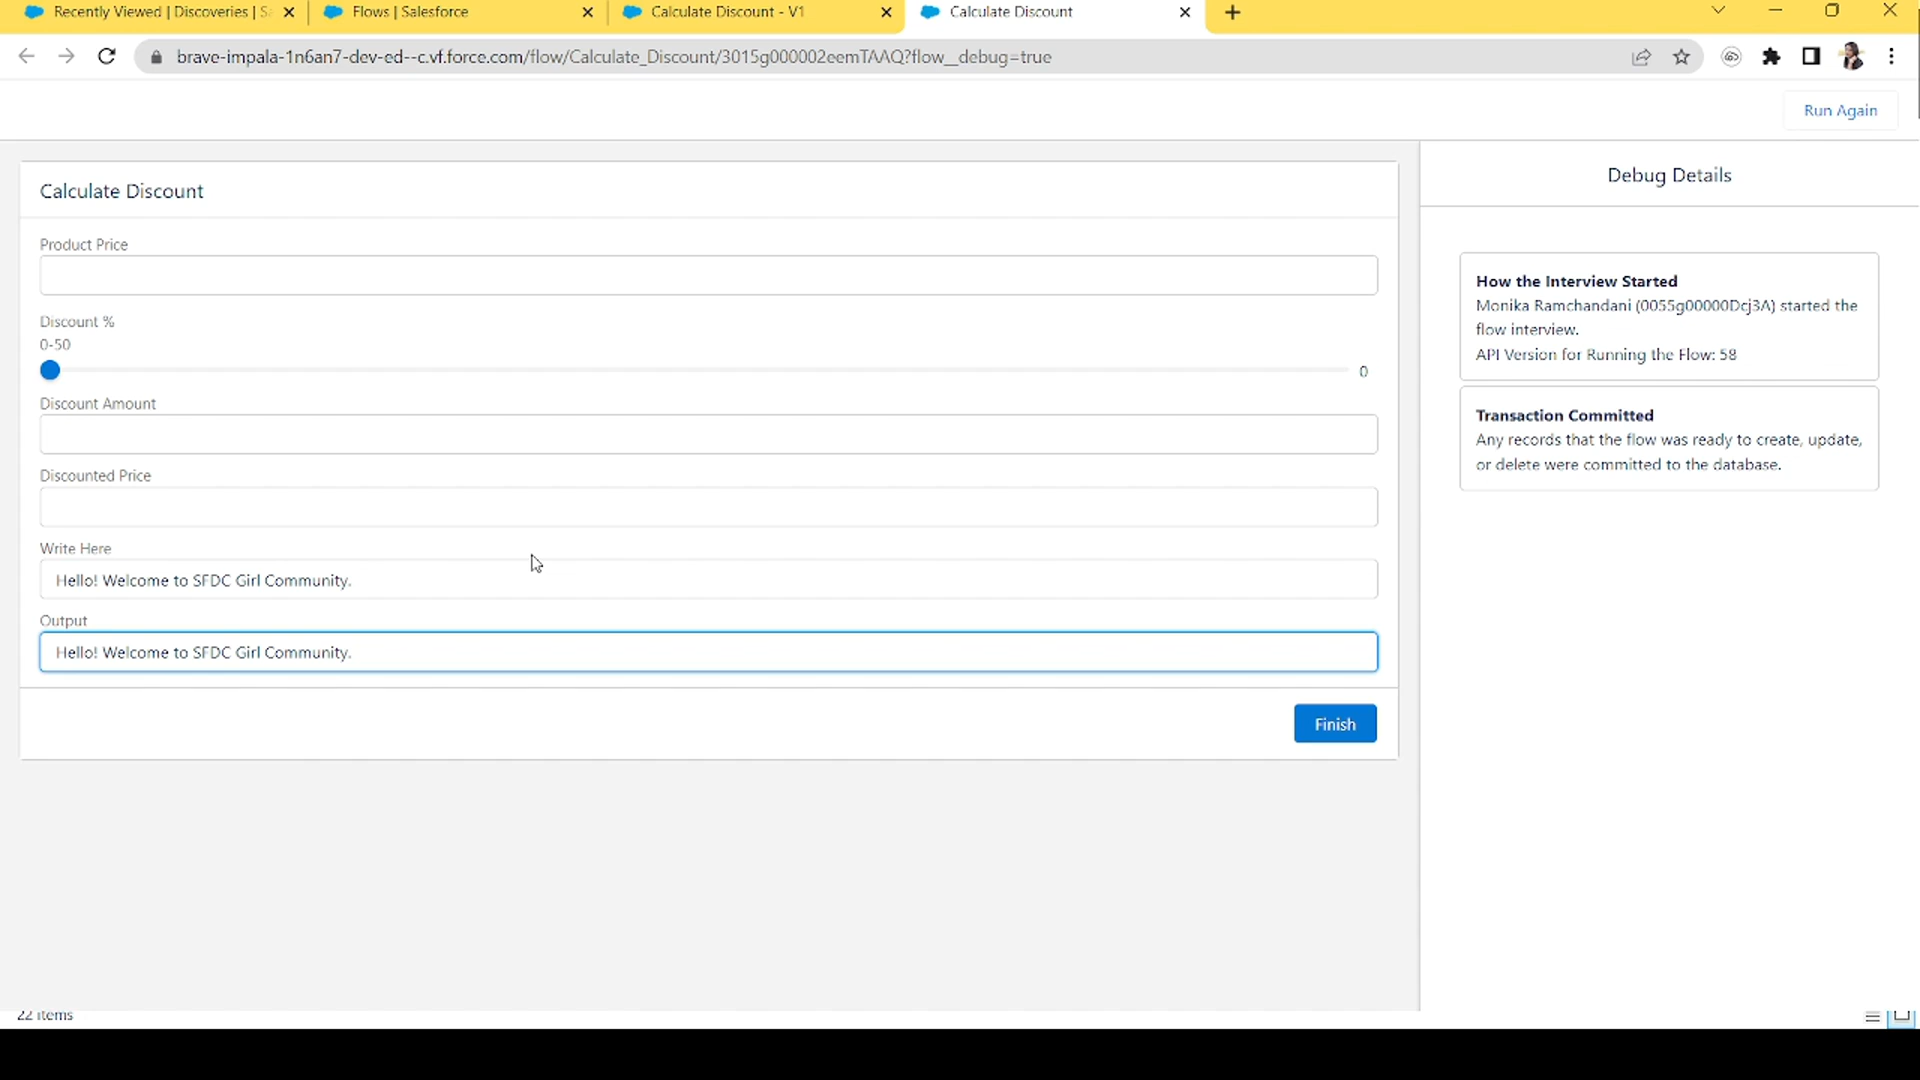 Recently Viewed | Discoveries | S
Flows | Salesforce
Calculate Discount - V1
Calculate Discount
brave-impala-1n6an7-dev-ed--c.vf.force.com/flow/Calculate_Discount/3015g000002eemTAAQ?flow__debug=true
Run Again
Calculate Discount
Product Price
Discount %
0-50
0
Discount Amount
Discounted Price
Write Here
Hello! Welcome to SFDC Girl Community.
Output
Hello! Welcome to SFDC Girl Community.
Finish
Debug Details
How the Interview Started
Monika Ramchandani (0055g00000Dcj3A) started the
flow interview.
API Version for Running the Flow: 58
Transaction Committed
Any records that the flow was ready to create, update,
or delete were committed to the database.
22 items